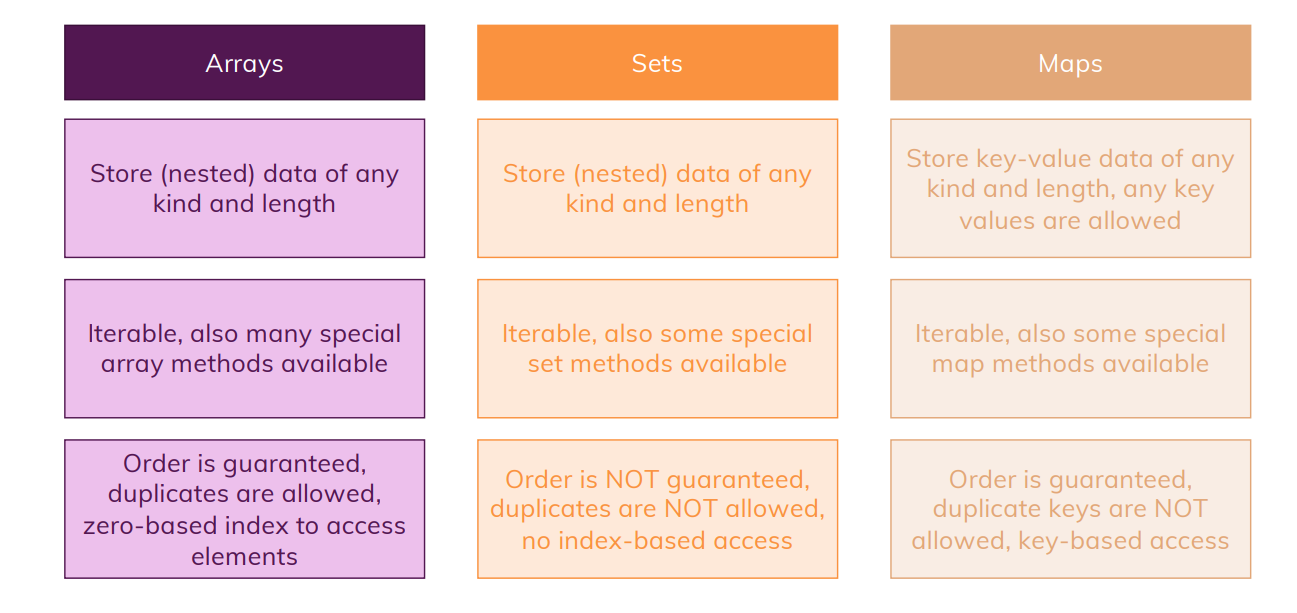 Arrays
Sets
Maps
Store (nested) data of any
kind and length
Store (nested) data of any
kind and length
Store key-value data of any
kind and length, any key
values are allowed
Iterable, also many special
array methods available
Iterable, also some special
set methods available
Iterable, also some special
map methods available
Order is guaranteed,
duplicates are allowed,
zero-based index to access
elements
Order is NOT guaranteed,
duplicates are NOT allowed,
no index-based access
Order is guaranteed,
duplicate keys are NOT
allowed, key-based access